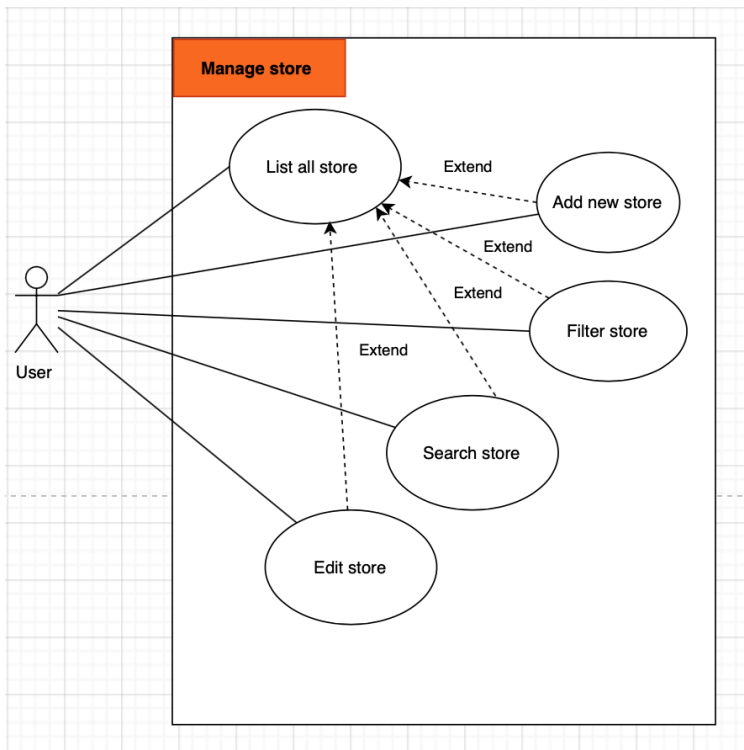 Manage store
List all store
Extend
Add new store
Extend
Extend
Filter store
Extend
User
Search store
Edit store